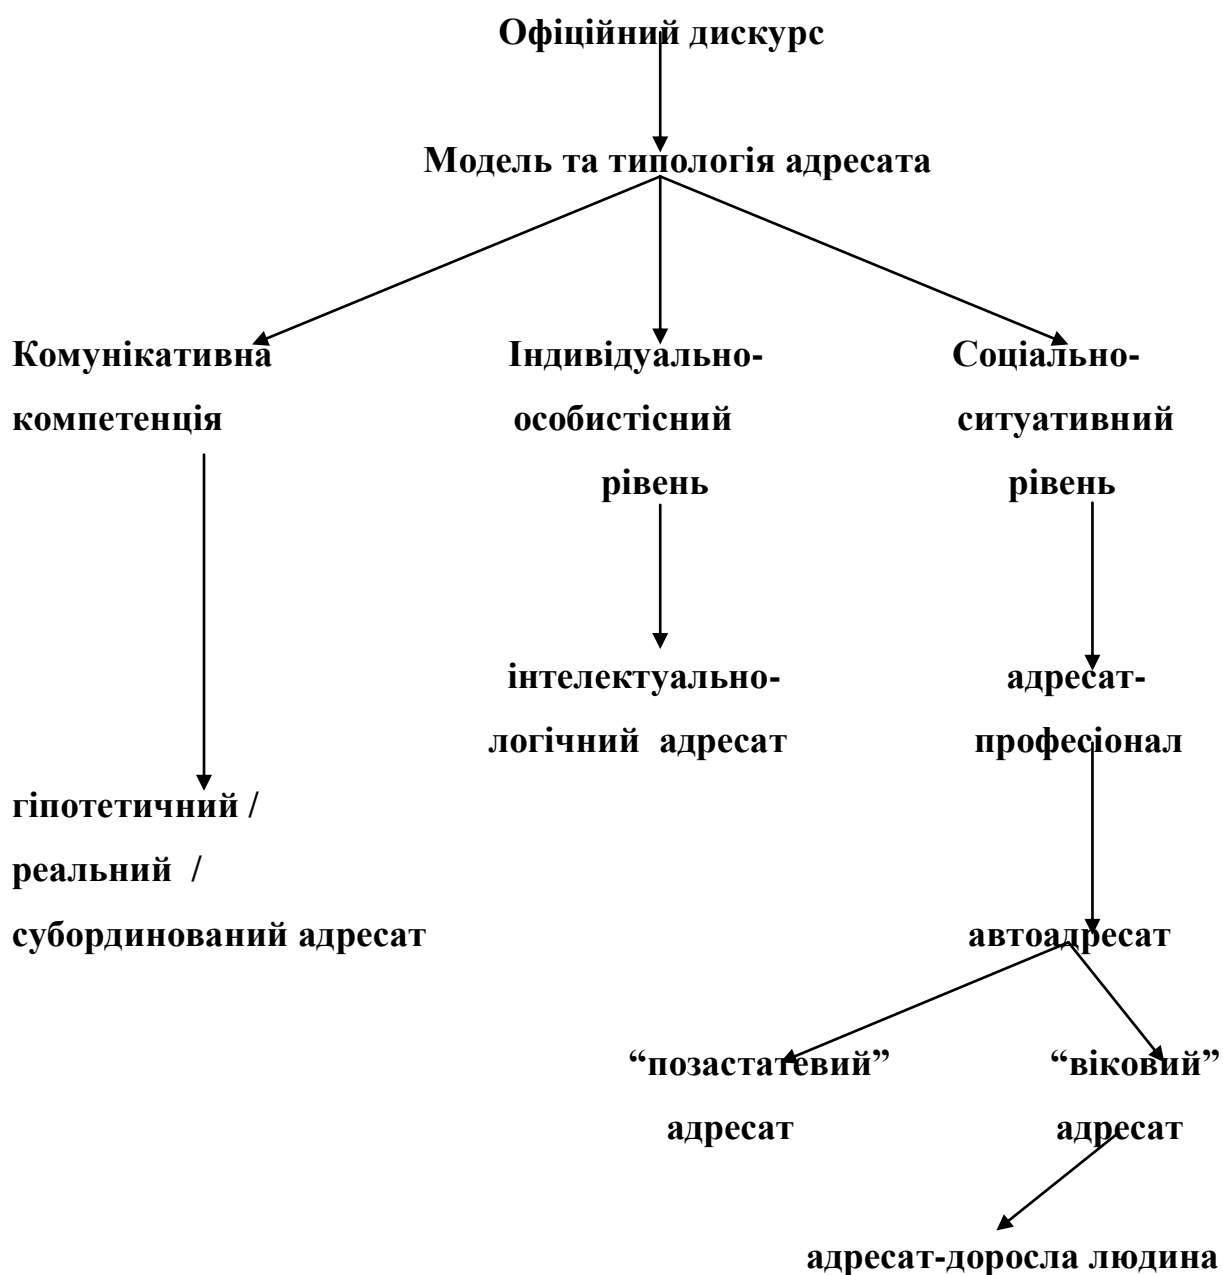 Офіційний дискурс
Модель та типологія адресата
Комунікативна
компетенція
Індивідуально-
особистісний
рівень
Соціально-
ситуативний
рівень
інтелектуально-
логічний адресат
адресат-
професіонал
гіпотетичний /
реальний /
субординований адресат
автоадресат
“позастатевий”
адресат
“віковий”
адресат
адресат-доросла людина